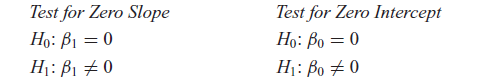 Test for Zero Slope
H₀: β₁ = 0
H₁: β₁ ≠ 0
Test for Zero Intercept
H₀: β₀ = 0
H₁: β₀ ≠ 0